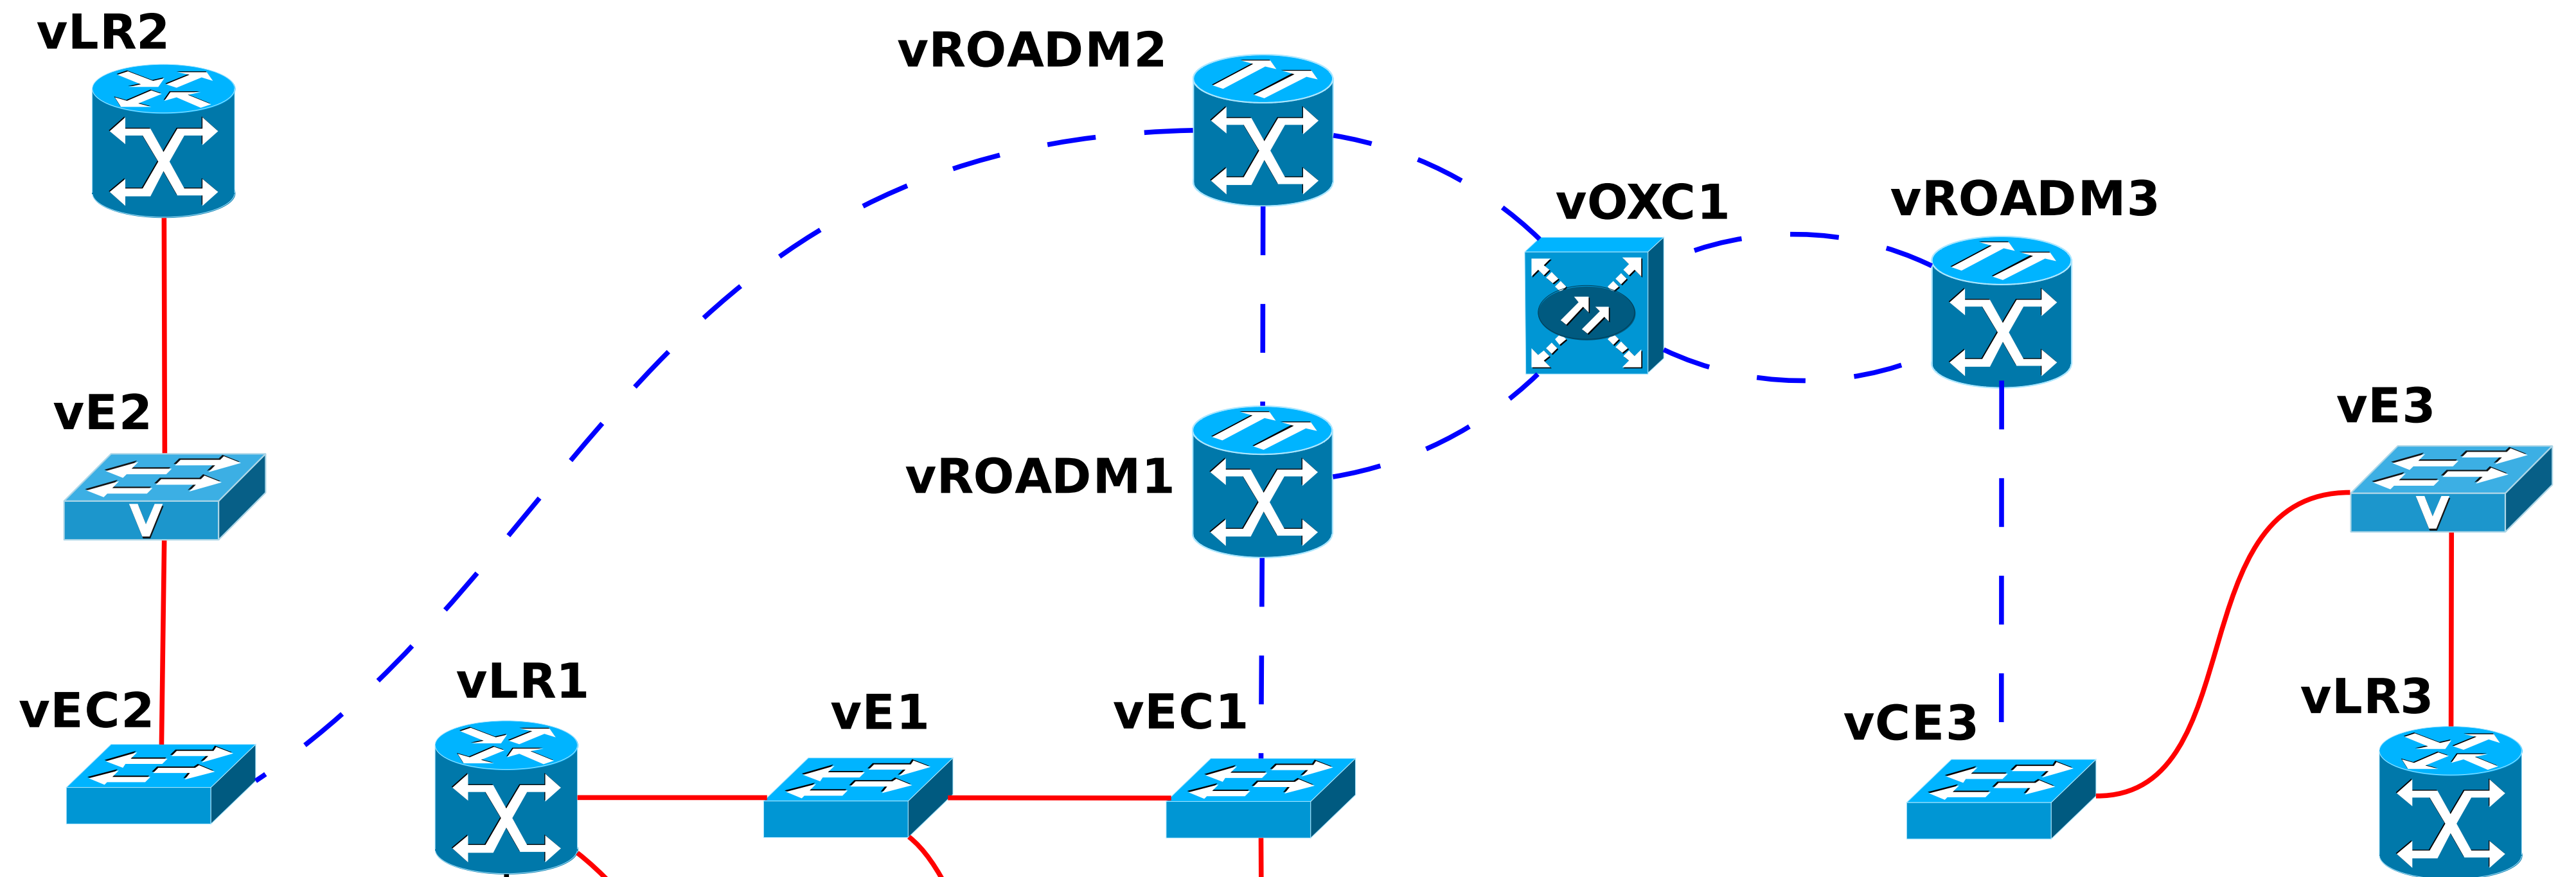 vLR2
vROADM2
vOXC1
vROADM3
vE2
vE3
vROADM1
V
V
vEC2
vLR1
vE1
vEC1
vCE3
vLR3